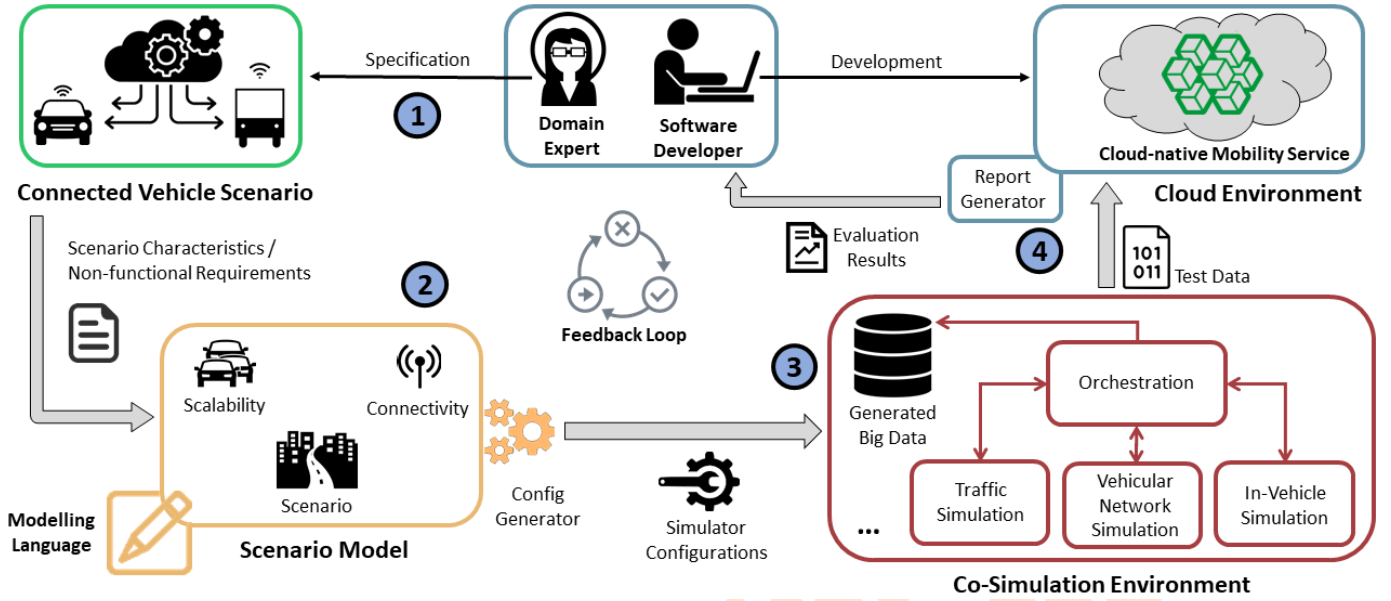 Specification
1
Development
Domain
Expert
Software
Developer
Cloud-native Mobility Service
Connected Vehicle Scenario
Report
Generator
Cloud Environment
Scenario Characteristics /
Non-functional Requirements
Evaluation
Results
4
101
011
Test Data
2
Feedback Loop
3
Scalability
Connectivity
Scenario
Modelling
Language
Scenario Model
Config
Generator
Simulator
Configurations
Generated
Big Data
Orchestration
...
Traffic
Simulation
Vehicular
Network
Simulation
In-Vehicle
Simulation
Co-Simulation Environment